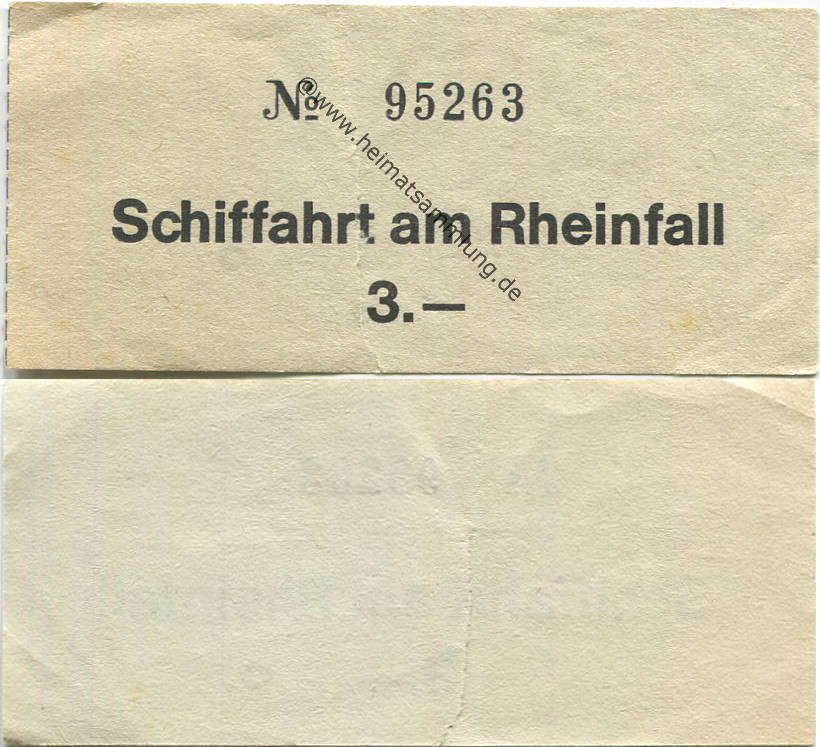 № 95263
Schiffahrt am Rheinfall
3.—
@www.heimatsammlung.de